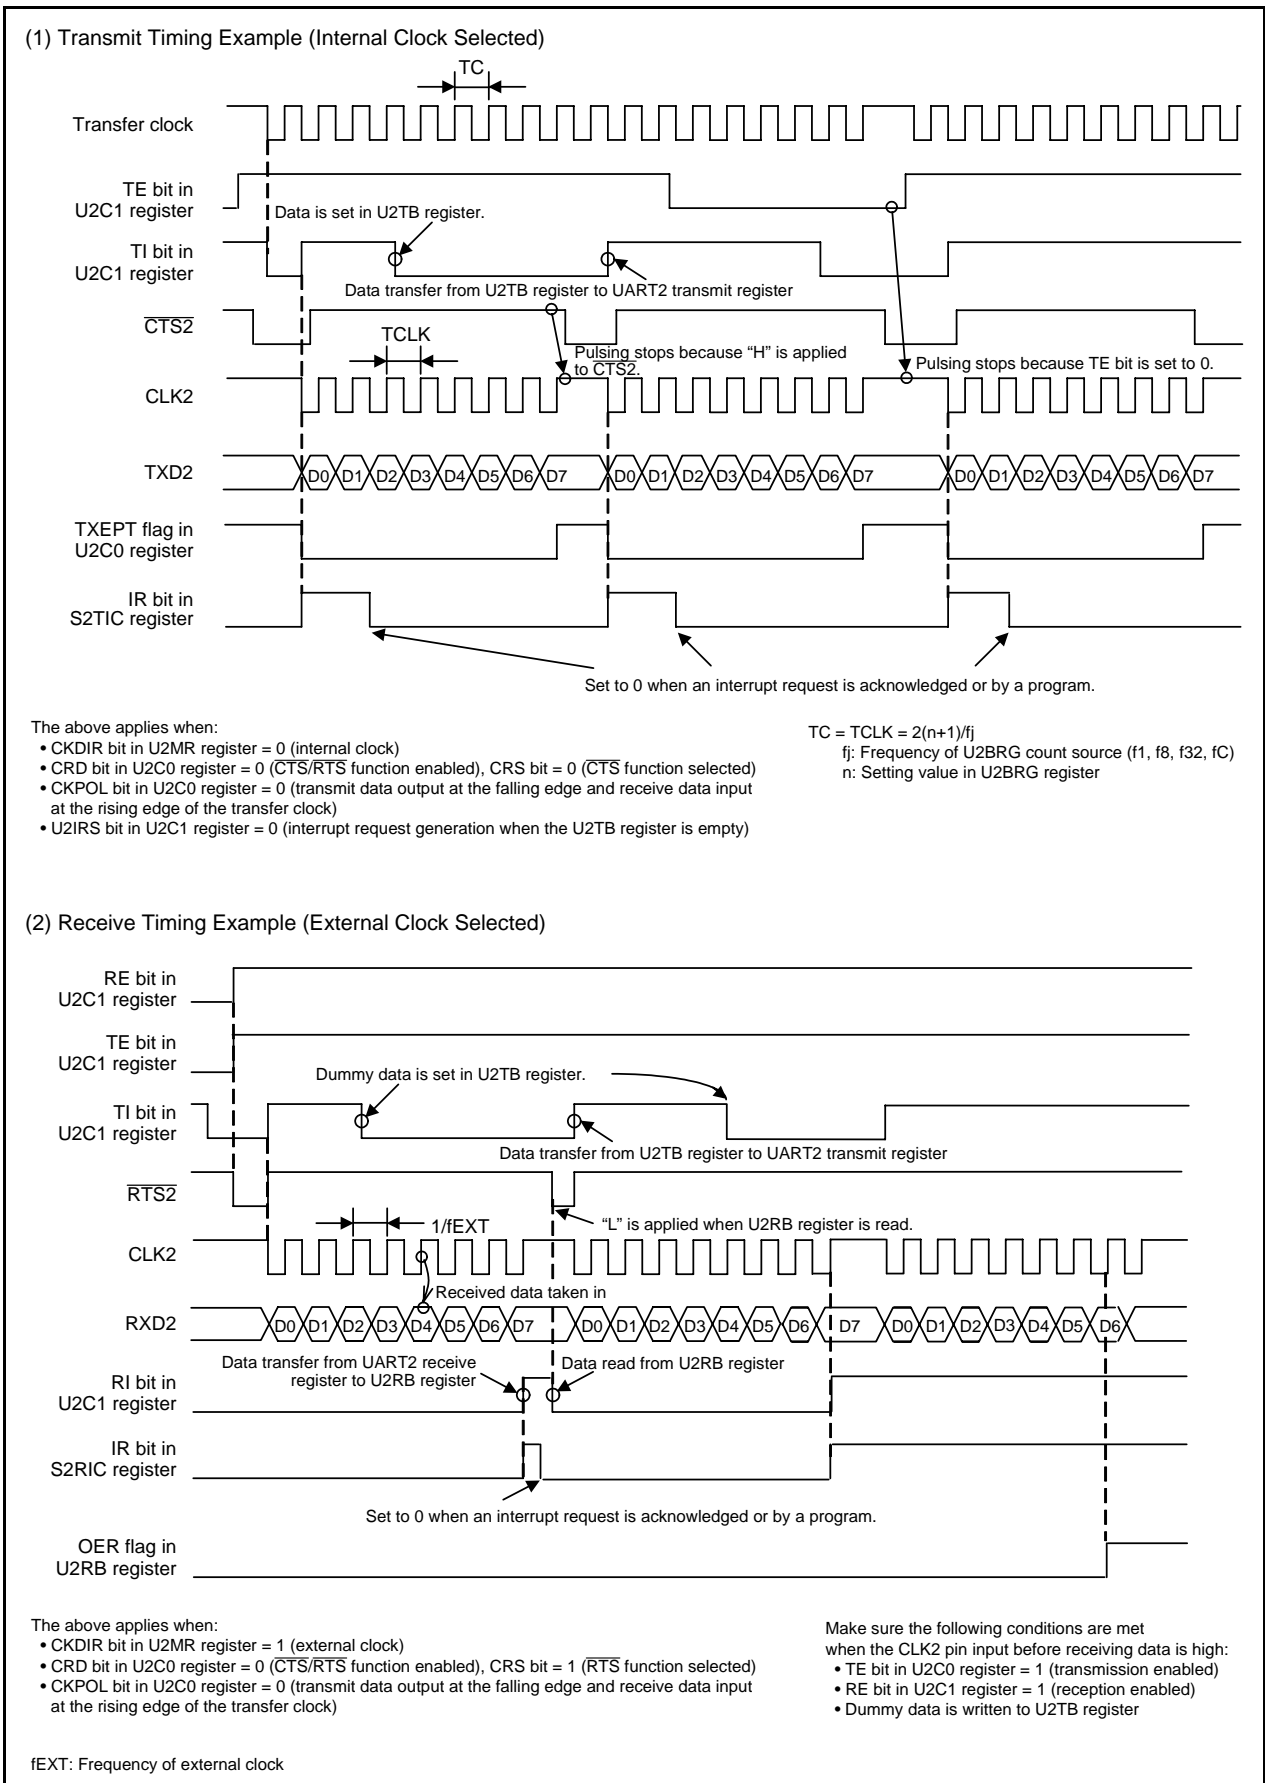 (1) Transmit Timing Example (Internal Clock Selected)
TC
Transfer clock
TE bit in
U2C1 register
Data is set in U2TB register.
TI bit in
U2C1 register
Data transfer from U2TB register to UART2 transmit register
CTS2
TCLK
Pulsing stops because “H” is applied
to CTS2.
Pulsing stops because TE bit is set to 0.
CLK2
TXD2
D0 D1 D2 D3 D4 D5 D6 D7 D0 D1 D2 D3 D4 D5 D6 D7 D0 D1 D2 D3 D4 D5 D6 D7
TXEPT flag in
U2C0 register
IR bit in
S2TIC register
Set to 0 when an interrupt request is acknowledged or by a program.
The above applies when:
• CKDIR bit in U2MR register = 0 (internal clock)
• CRD bit in U2C0 register = 0 (CTS/RTS function enabled), CRS bit = 0 (CTS function selected)
• CKPOL bit in U2C0 register = 0 (transmit data output at the falling edge and receive data input
at the rising edge of the transfer clock)
• U2IRS bit in U2C1 register = 0 (interrupt request generation when the U2TB register is empty)
TC = TCLK = 2(n+1)/fj
fj: Frequency of U2BRG count source (f1, f8, f32, fC)
n: Setting value in U2BRG register
(2) Receive Timing Example (External Clock Selected)
RE bit in
U2C1 register
TE bit in
U2C1 register
Dummy data is set in U2TB register.
TI bit in
U2C1 register
Data transfer from U2TB register to UART2 transmit register
RTS2
1/fEXT
“L” is applied when U2RB register is read.
CLK2
Received data taken in
RXD2
D0 D1 D2 D3 D4 D5 D6 D7 D0 D1 D2 D3 D4 D5 D6 D7 D0 D1 D2 D3 D4 D5 D6
Data transfer from UART2 receive
register to U2RB register
Data read from U2RB register
RI bit in
U2C1 register
IR bit in
S2RIC register
Set to 0 when an interrupt request is acknowledged or by a program.
OER flag in
U2RB register
The above applies when:
• CKDIR bit in U2MR register = 1 (external clock)
• CRD bit in U2C0 register = 0 (CTS/RTS function enabled), CRS bit = 1 (RTS function selected)
• CKPOL bit in U2C0 register = 0 (transmit data output at the falling edge and receive data input
at the rising edge of the transfer clock)
Make sure the following conditions are met
when the CLK2 pin input before receiving data is high:
• TE bit in U2C0 register = 1 (transmission enabled)
• RE bit in U2C1 register = 1 (reception enabled)
• Dummy data is written to U2TB register
fEXT: Frequency of external clock